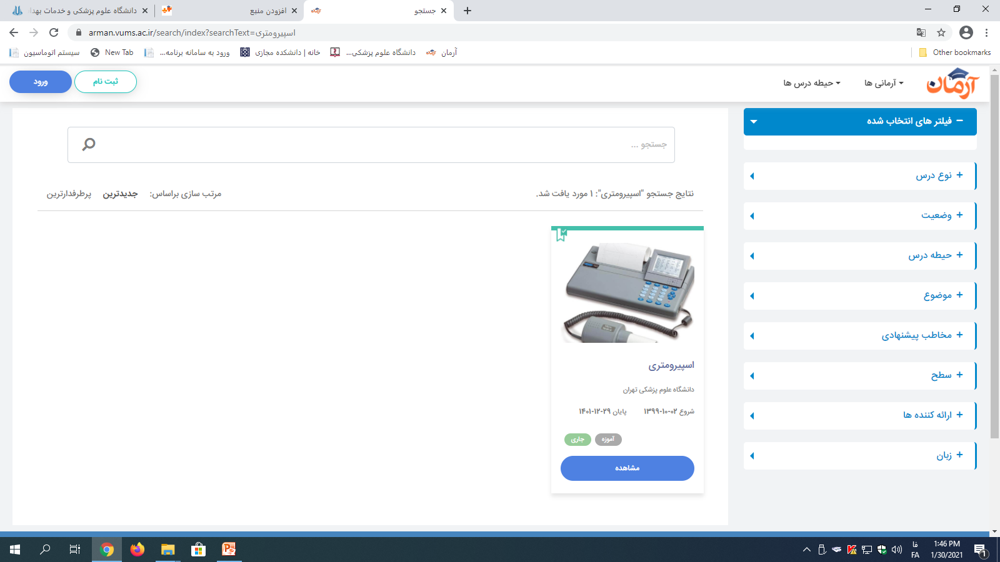 دانشگاه علوم پزشکی و خدمات بهدا
افزودن منبع
جستجو
arman.vums.ac.ir/search/index?searchText=اسپیرومتری
سیستم اتوماسیون
New Tab
ورود به سامانه برنامه...
خانه | دانشکده مجازی
دانشگاه علوم پزشکی...
آرمان
Other bookmarks
آرمان
آرمانی ها
حیطه درس ها
ثبت نام
ورود
فیلتر های انتخاب شده
نوع درس
وضعیت
حیطه درس
موضوع
مخاطب پیشنهادی
سطح
ارائه کننده ها
زبان
جستجو ...
نتایج جستجو "اسپیرومتری": ۱ مورد یافت شد.
مرتب سازی براساس: جدیدترین پرطرفدارترین
اسپیرومتری
دانشگاه علوم پزشکی تهران
شروع ۱۳۹۹-۱۰-۰۲ پایان ۱۴۰۱-۱۲-۲۹
آموزه جاری
مشاهده
فا
FA
1:46 PM
1/30/2021
1